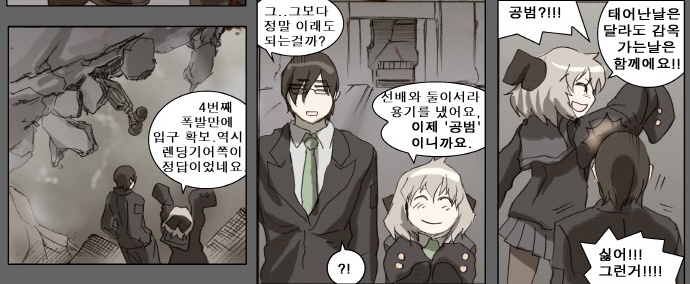 4번째
폭발만에
입구 확보.역시
렌딩기어쪽이
정답이었네요.
그..그보다
정말 이래도
되는걸까?
선배와 둘이서라
용기를 냈어요,
이제 '공범'
이니까요.
?!
공범?!!!
태어난날은
달라도 감옥
가는날은
함께에요!!
싫어!!!
그런거!!!!